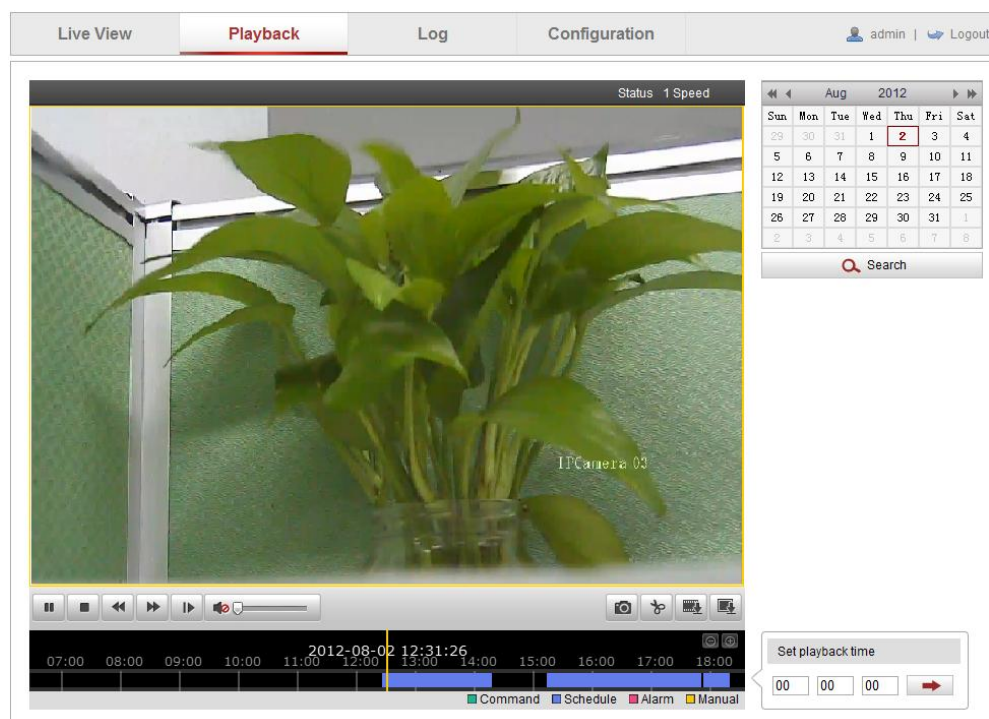 Live View Playback Log Configuration admin | Logout
Status 1 Speed
Aug 2012
Sun Mon Tue Wed Thu Fri Sat
29 30 31 1 2 3 4
5 6 7 8 9 10 11
12 13 14 15 16 17 18
19 20 21 22 23 24 25
26 27 28 29 30 31 1
2 3 4 5 6 7 8
Search
IPCamera 03
2012-08-02 12:31:26
07:00 08:00 09:00 10:00 11:00 12:00 13:00 14:00 15:00 16:00 17:00 18:00
Command Schedule Alarm Manual
Set playback time
00 00 00